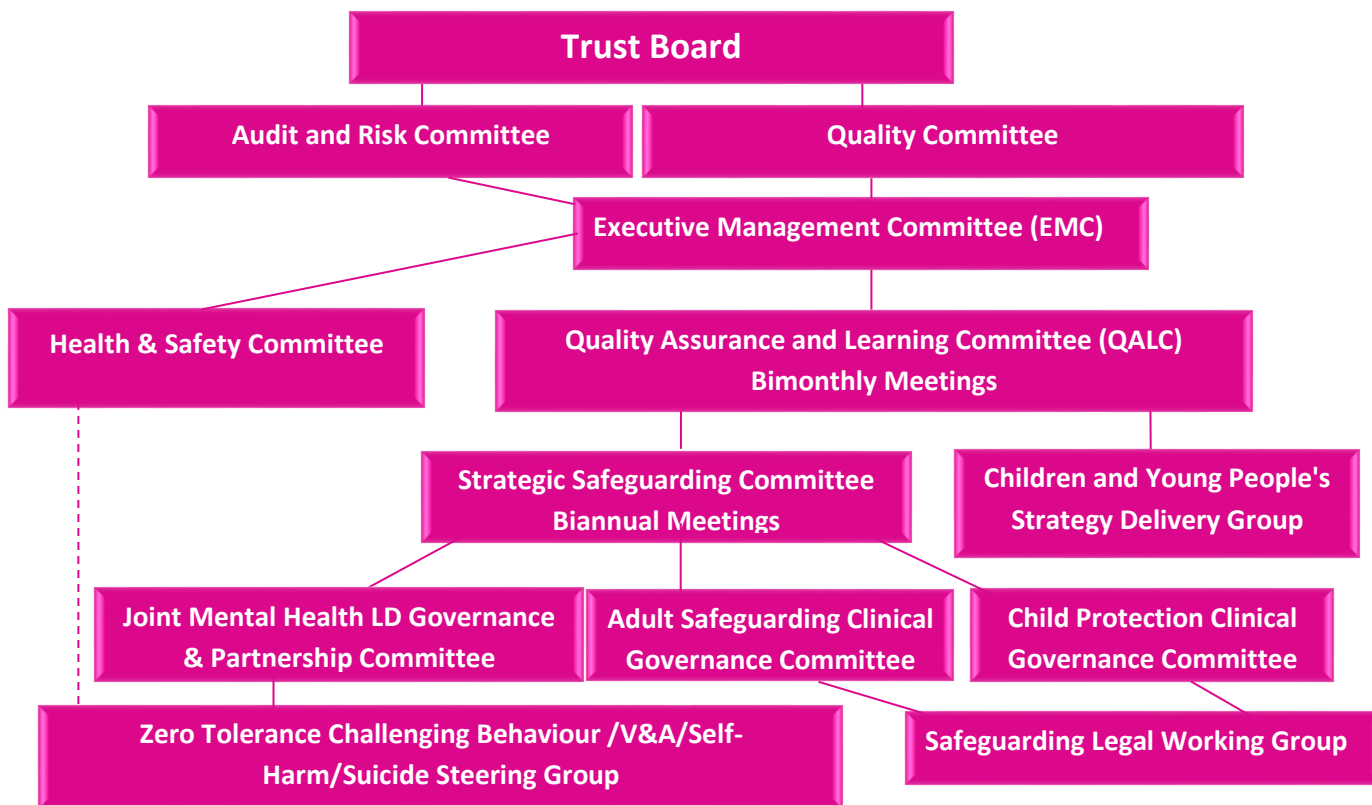 Trust Board
Audit and Risk Committee
Quality Committee
Executive Management Committee (EMC)
Health & Safety Committee
Quality Assurance and Learning Committee (QALC)
Bimonthly Meetings
Strategic Safeguarding Committee
Biannual Meetings
Children and Young People's
Strategy Delivery Group
Joint Mental Health LD Governance
& Partnership Committee
Adult Safeguarding Clinical
Governance Committee
Child Protection Clinical
Governance Committee
Zero Tolerance Challenging Behaviour /V&A/Self-
Harm/Suicide Steering Group
Safeguarding Legal Working Group